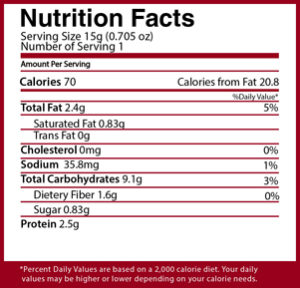 Nutrition Facts
Serving Size 15g (0.705 oz)
Number of Serving 1
Amount Per Serving
Calories 70 Calories from Fat 20.8
%Daily Value*
Total Fat 2.4g 5%
Saturated Fat 0.83g
Trans Fat 0g
Cholesterol 0mg 0%
Sodium 35.8mg 1%
Total Carbohydrates 9.1g 3%
Dietery Fiber 1.6g 0%
Sugar 0.83g
Protein 2.5g
*Percent Daily Values are based on a 2,000 calorie diet. Your daily
values may be higher or lower depending on your calorie needs.